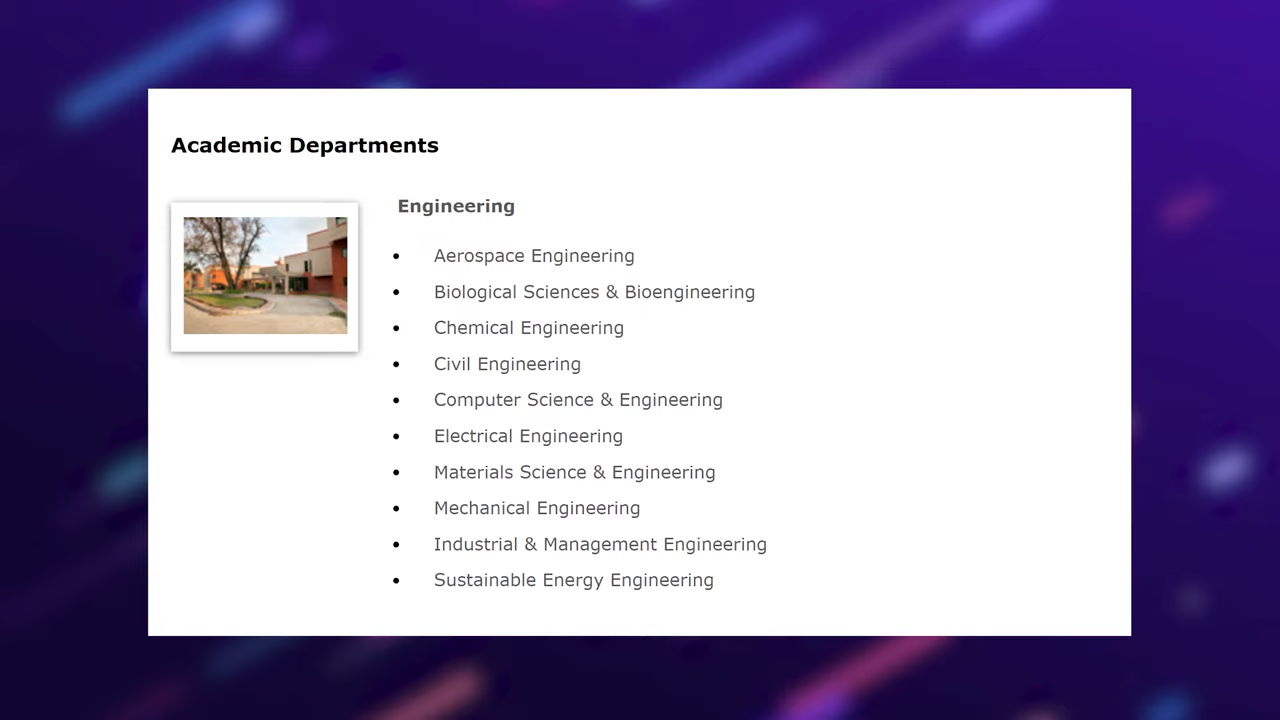 Academic Departments
Engineering
Aerospace Engineering
Biological Sciences & Bioengineering
Chemical Engineering
Civil Engineering
Computer Science & Engineering
Electrical Engineering
Materials Science & Engineering
Mechanical Engineering
Industrial & Management Engineering
Sustainable Energy Engineering